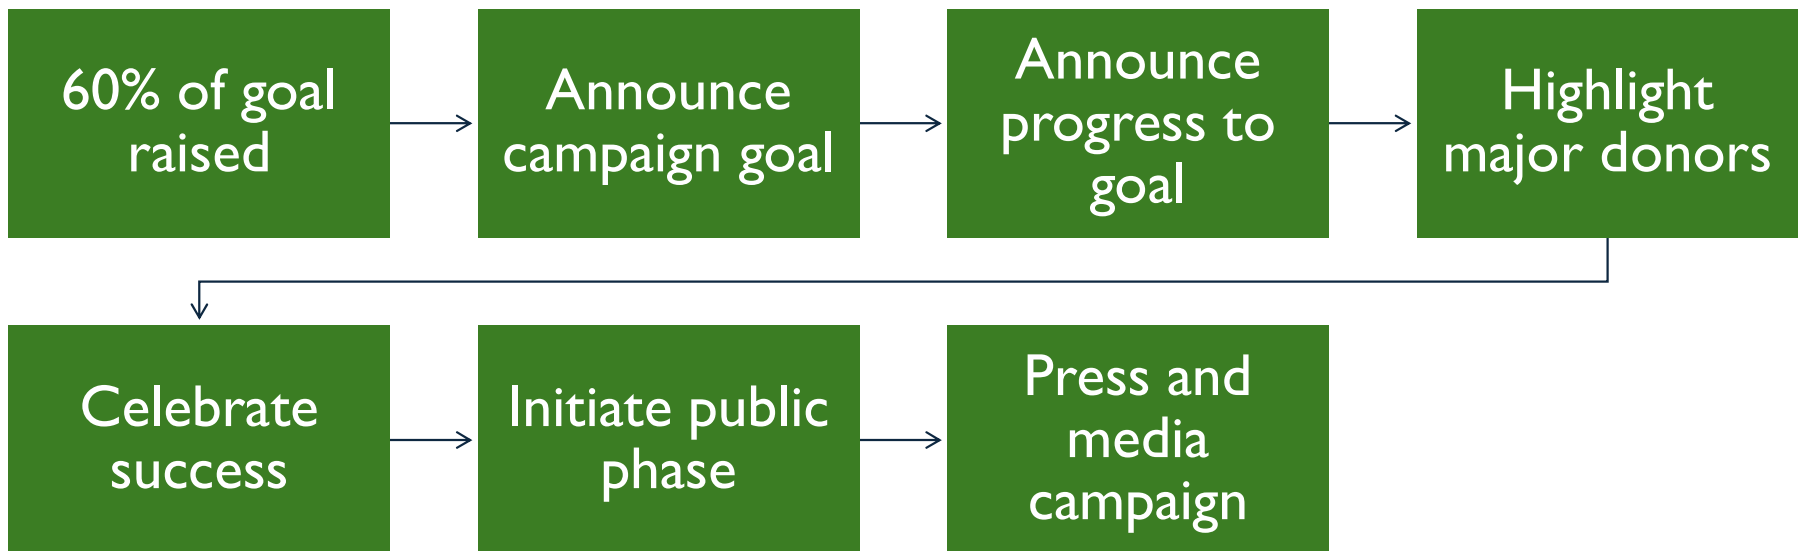 60% of goal
raised
Announce
campaign goal
Announce
progress to
goal
Highlight
major donors
Celebrate
success
Initiate public
phase
Press and
media
campaign